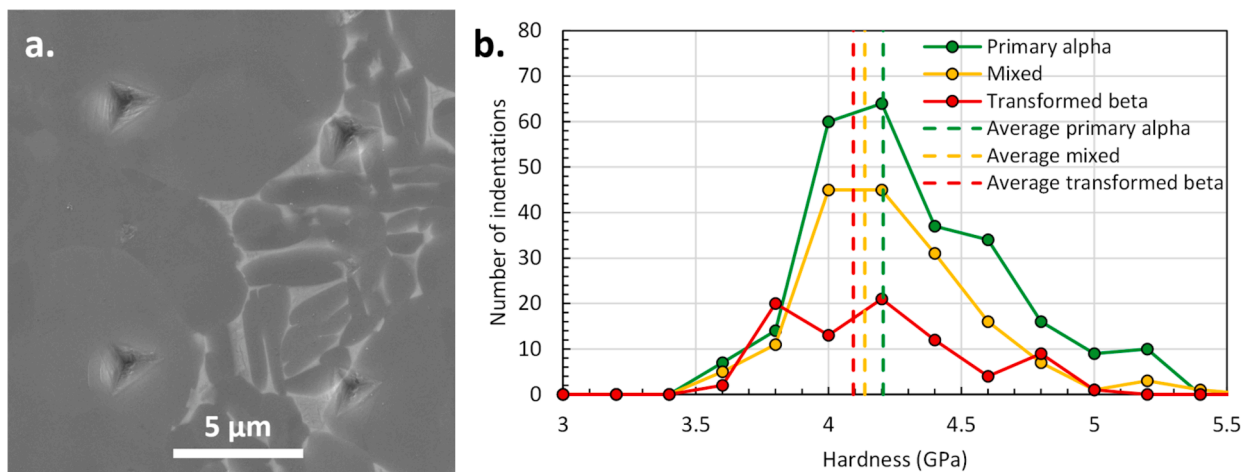 a.
5 µm
b.
Number of indentations
80
70
60
50
40
30
20
10
0
3
3.5
4
4.5
5
5.5
Hardness (GPa)
Primary alpha
Mixed
Transformed beta
Average primary alpha
Average mixed
Average transformed beta